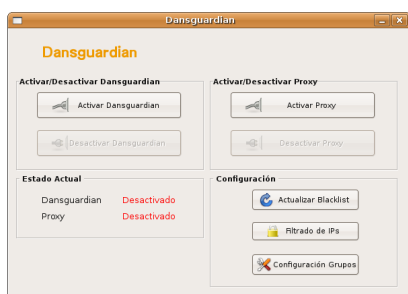 Dansguardian
Dansguardian
Activar/Desactivar Dansguardian
Activar Dansguardian
Desactivar Dansguardian
Activar/Desactivar Proxy
Activar Proxy
Desactivar Proxy
Estado Actual
Dansguardian Desactivado
Proxy Desactivado
Configuración
Actualizar Blacklist
Filtrado de IPs
Configuración Grupos